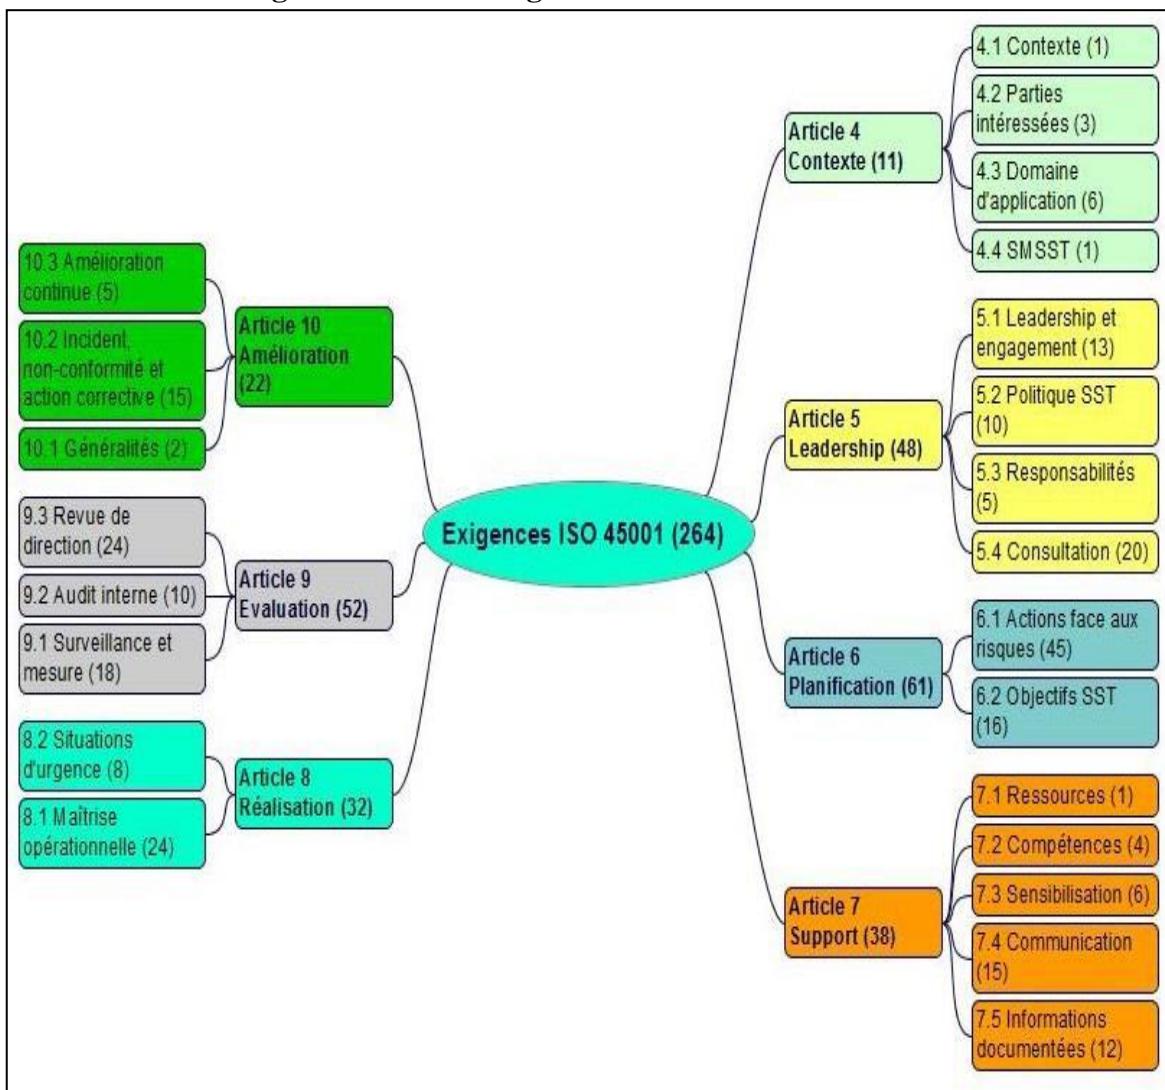 4.1 Contexte (1)
4.2 Parties
intéressées (3)
Article 4
Contexte (11)
4.3 Domaine
d'application (6)
4.4 SMSST (1)
10.3 Amélioration
continue (5)
Article 10
Amélioration
(22)
10.2 Incident,
non-conformité et
action corrective (15)
10.1 Généralités (2)
5.1 Leadership et
engagement (13)
5.2 Politique SST
(10)
Article 5
Leadership (48)
5.3 Responsabilités
(5)
5.4 Consultation (20)
Exigences ISO 45001 (264)
9.3 Revue de
direction (24)
Article 9
Evaluation (52)
9.2 Audit interne (10)
9.1 Surveillance et
mesure (18)
6.1 Actions face aux
risques (45)
Article 6
Planification (61)
6.2 Objectifs SST
(16)
8.2 Situations
d'urgence (8)
Article 8
Réalisation (32)
8.1 Maîtrise
opérationnelle (24)
7.1 Ressources (1)
7.2 Compétences (4)
7.3 Sensibilisation (6)
Article 7
Support (38)
7.4 Communication
(15)
7.5 Informations
documentées (12)